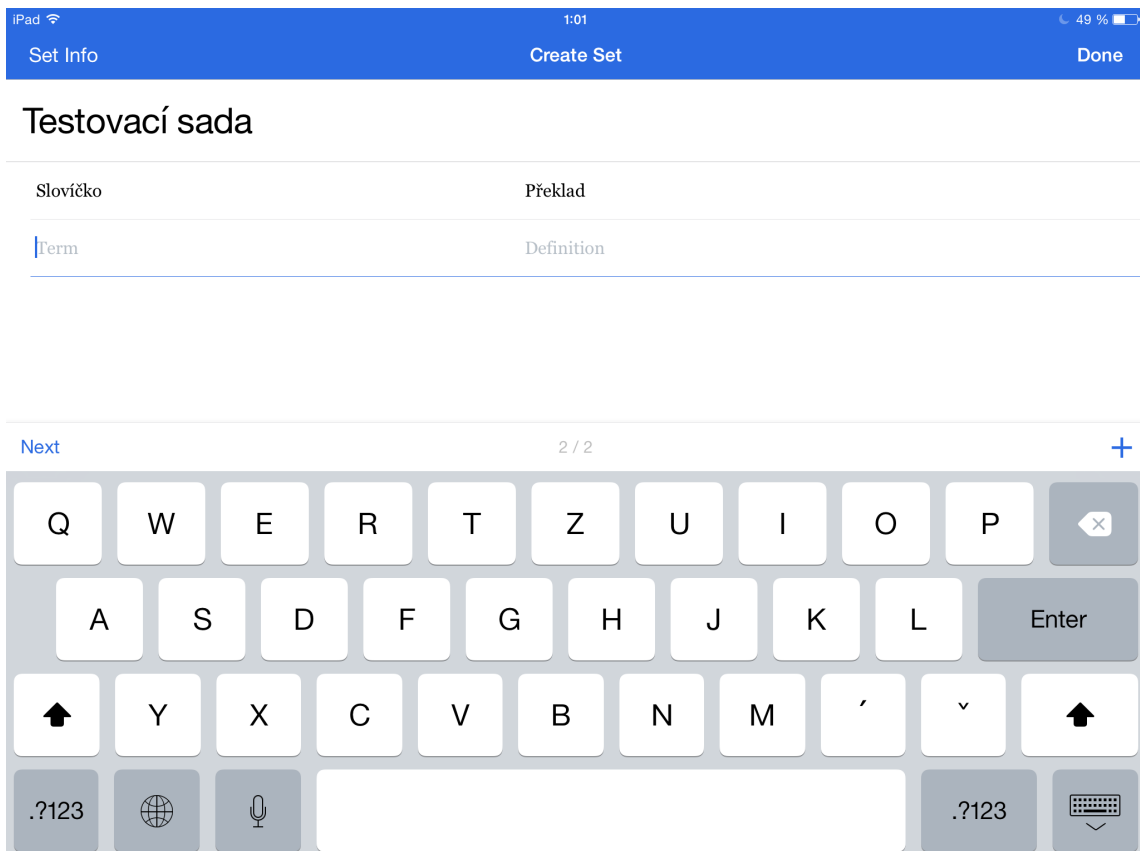 iPad 1:01 49 %
Set Info Create Set Done
Testovací sada
Slovíčko Překlad
Term Definition
Next 2 / 2 +
Q W E R T Z U I O P
A S D F G H J K L Enter
Y X C V B N M ´ ˇ
.?123 .?123